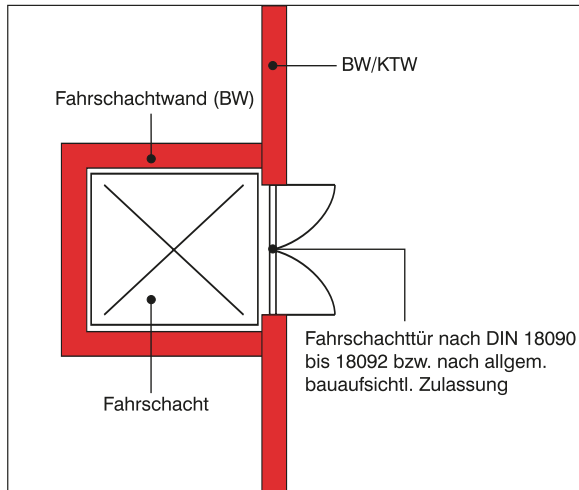 BW/KTW
Fahrschachtwand (BW)
Fahrschachttür nach DIN 18090
bis 18092 bzw. nach allgem.
bauaufsichtl. Zulassung
Fahrschacht